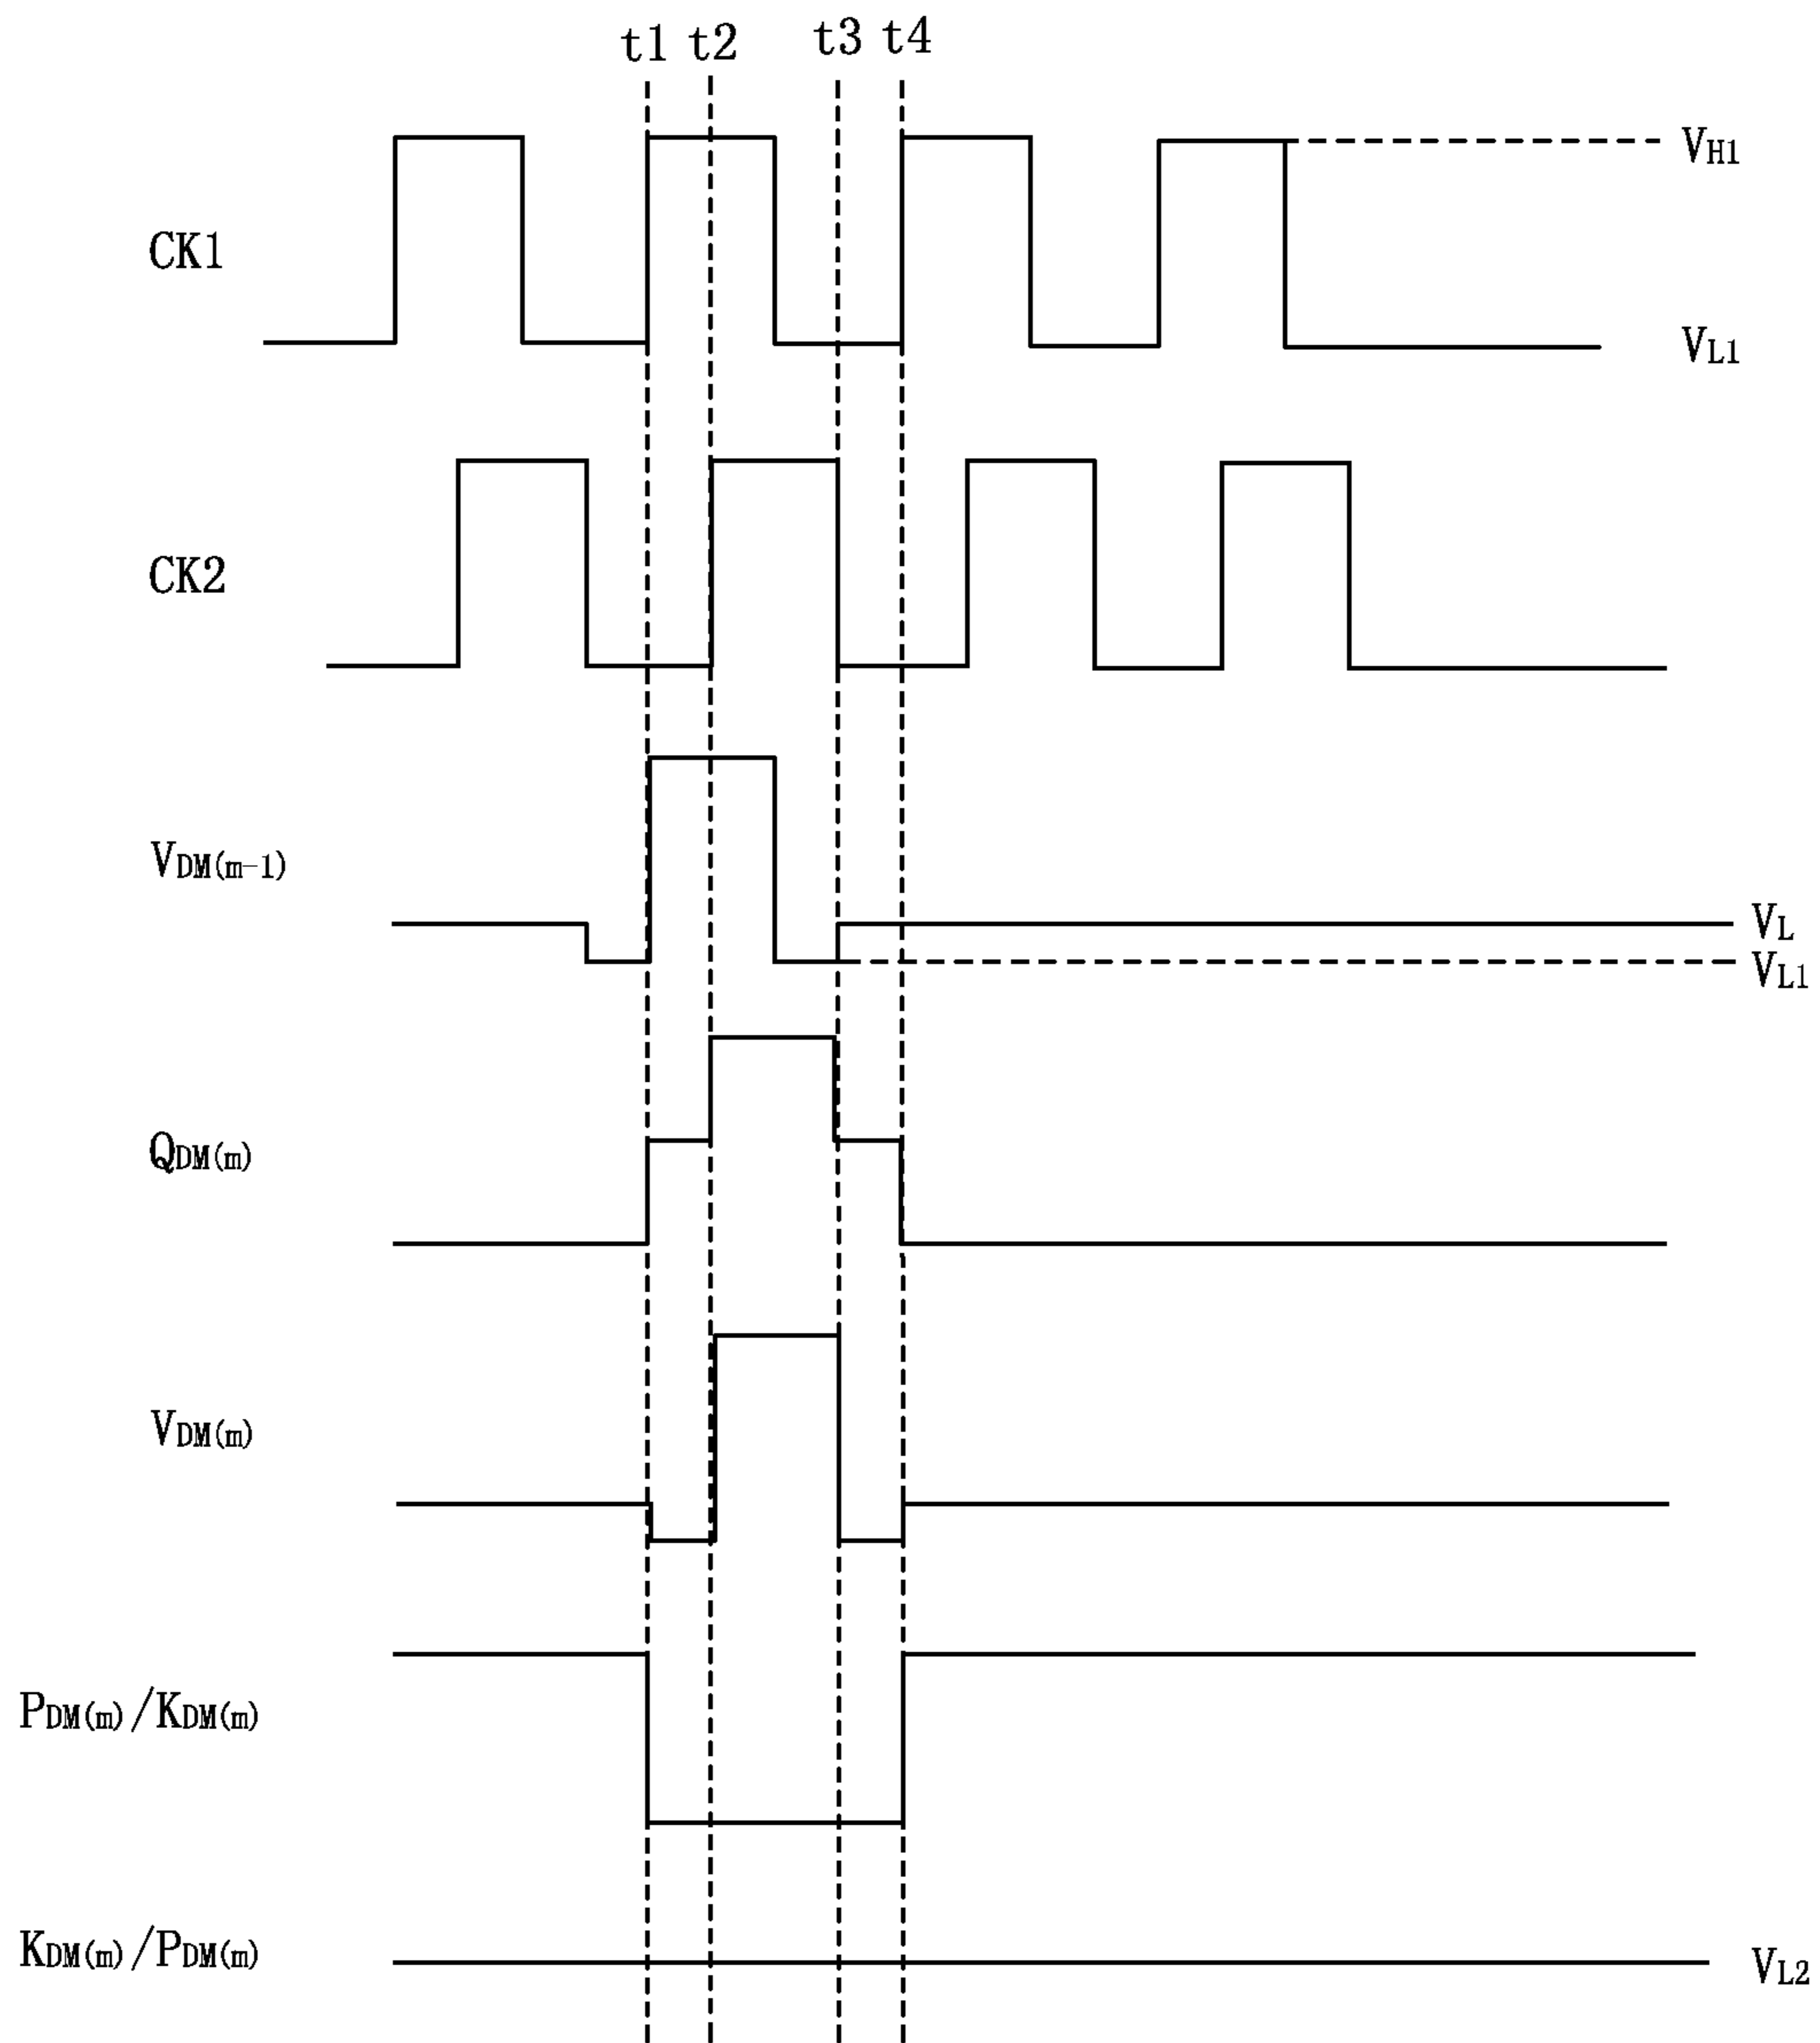 t1 t2 t3 t4
VH1
CK1
VL1
CK2
VDM(m-1)
VL
VL1
QDM(m)
VDM(m)
PDM(m)/KDM(m)
KDM(m)/PDM(m)
VL2